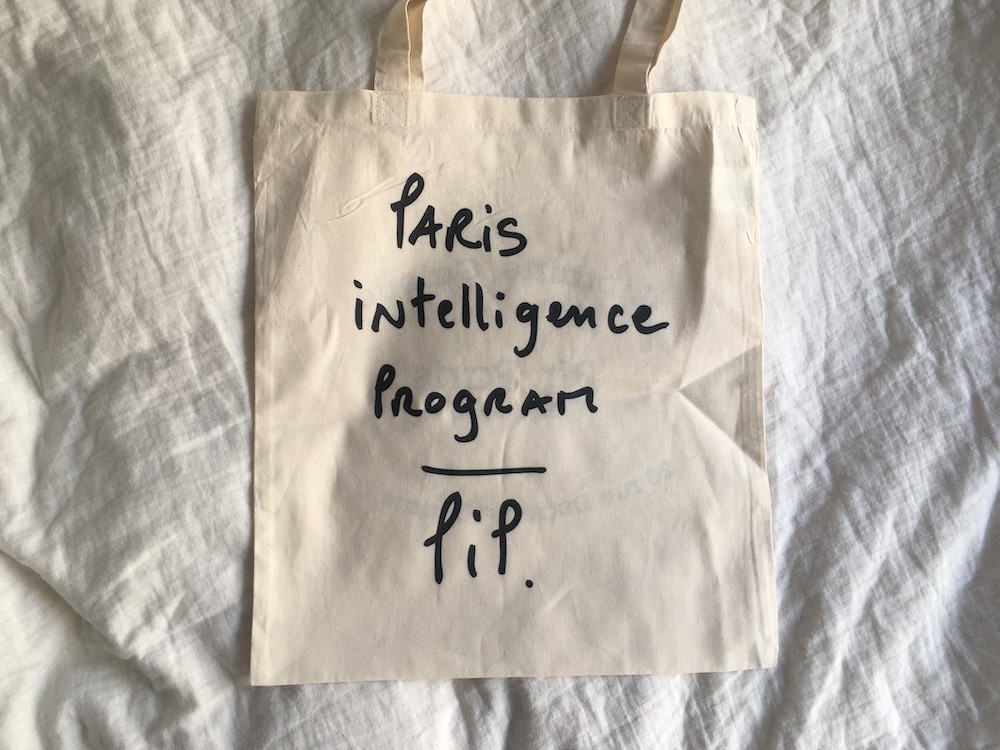 PARiS
iNtelligence
PROGRAM
PiP.